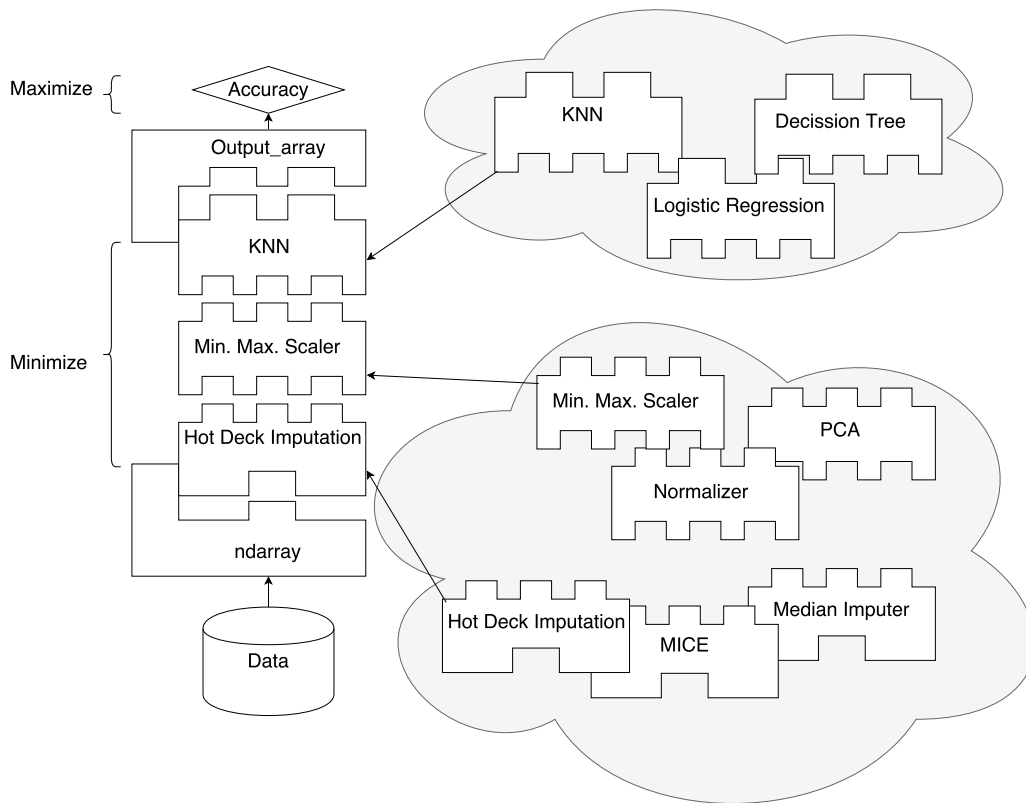 Maximize
Accuracy
Output_array
KNN
Min. Max. Scaler
Minimize
Hot Deck Imputation
ndarray
Data
KNN
Decission Tree
Logistic Regression
Min. Max. Scaler
PCA
Normalizer
Hot Deck Imputation
MICE
Median Imputer